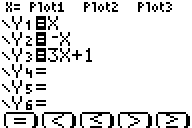 X= Plot1 Plot2 Plot3
\Y1=X
\Y2=-X
\Y3=3X+1
\Y4=
\Y5=
\Y6=
= < ≤ > ≥